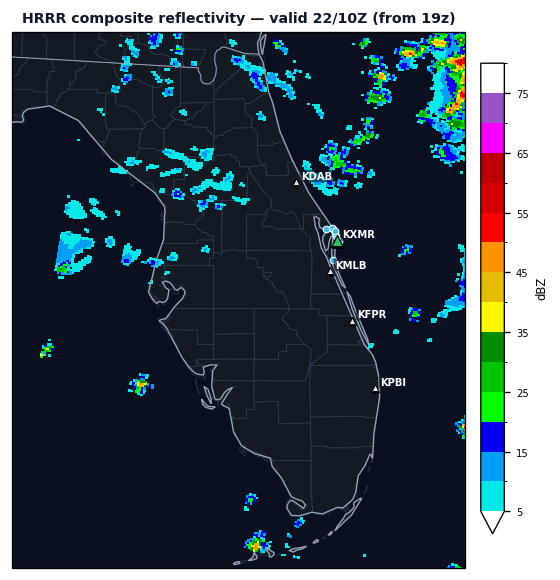 HRRR composite reflectivity — valid 22/10Z (from 19z)
KDAB
KXMR
KMLB
KFPR
KPBI
75
65
55
45
35
25
15
5
dBZ